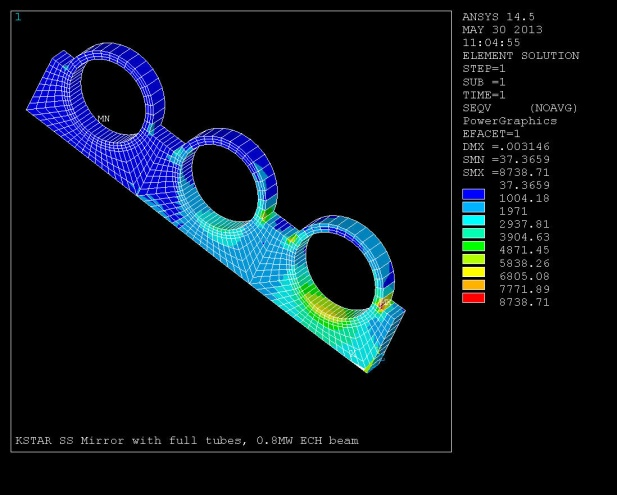 1
ANSYS 14.5
MAY 30 2013
11:04:55
ELEMENT SOLUTION
STEP=1
SUB =1
TIME=1
SEQV     (NOAVG)
PowerGraphics
EFACET=1
DMX =.003146
SMN =37.3659
SMX =8738.71
37.3659
1004.18
1971
2937.81
3904.63
4871.45
5838.26
6805.08
7771.89
8738.71
MN
KSTAR SS Mirror with full tubes, 0.8MW ECH beam